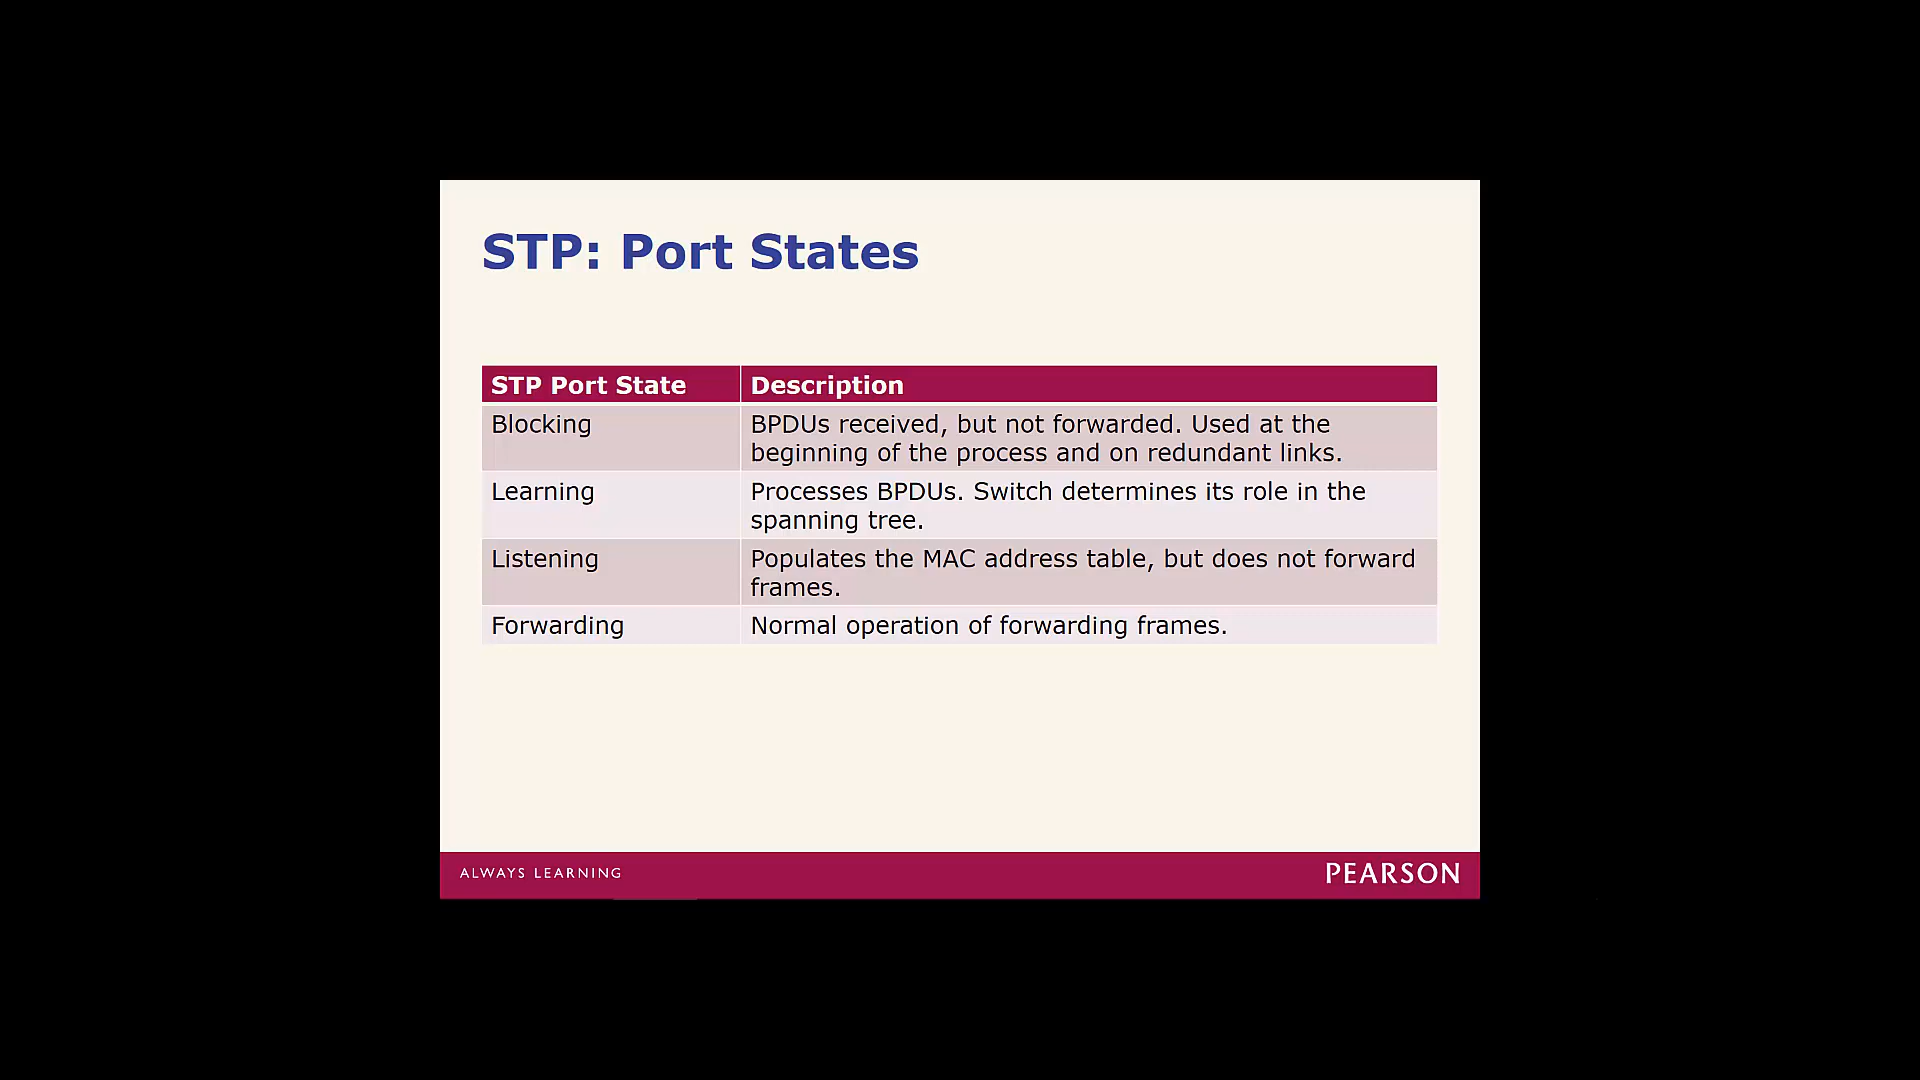 STP: Port States
STP Port State Description
Blocking BPDUs received, but not forwarded. Used at the
beginning of the process and on redundant links.
Learning Processes BPDUs. Switch determines its role in the
spanning tree.
Listening Populates the MAC address table, but does not forward
frames.
Forwarding Normal operation of forwarding frames.
ALWAYS LEARNING PEARSON